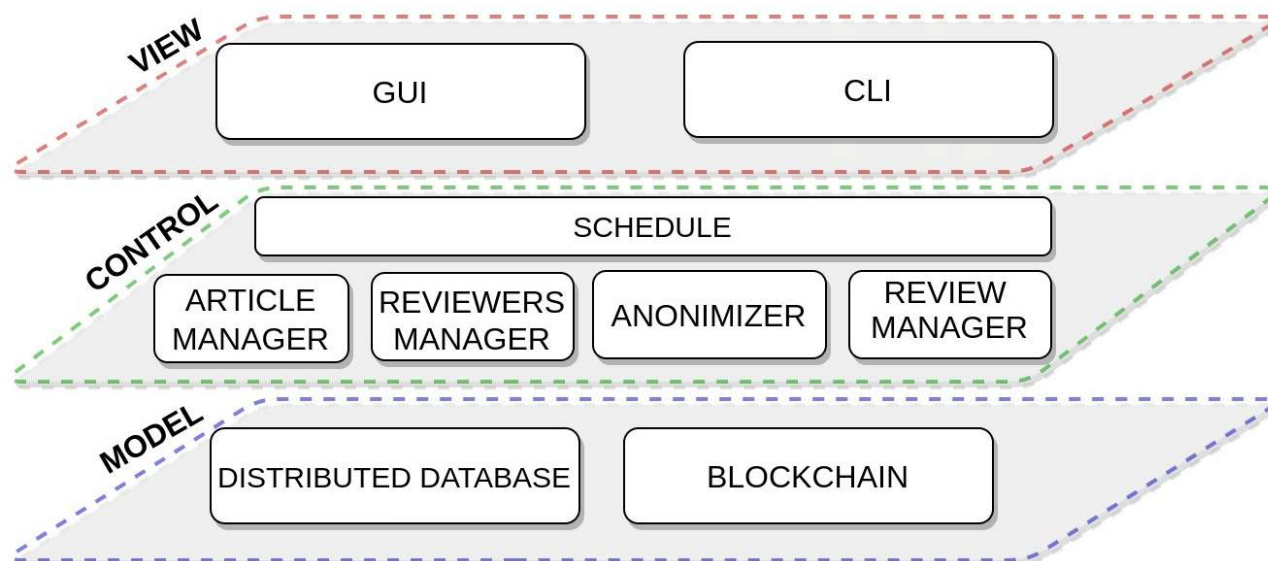 VIEW
GUI
CLI
CONTROL
SCHEDULE
ARTICLE
MANAGER
REVIEWERS
MANAGER
ANONIMIZER
REVIEW
MANAGER
MODEL
DISTRIBUTED DATABASE
BLOCKCHAIN